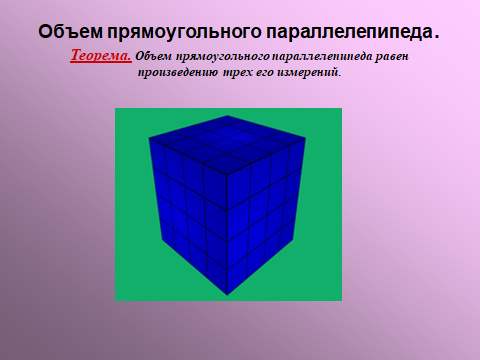 Объем прямоугольного параллелепипеда.
Теорема. Объем прямоугольного параллелепипеда равен
произведению трех его измерений.